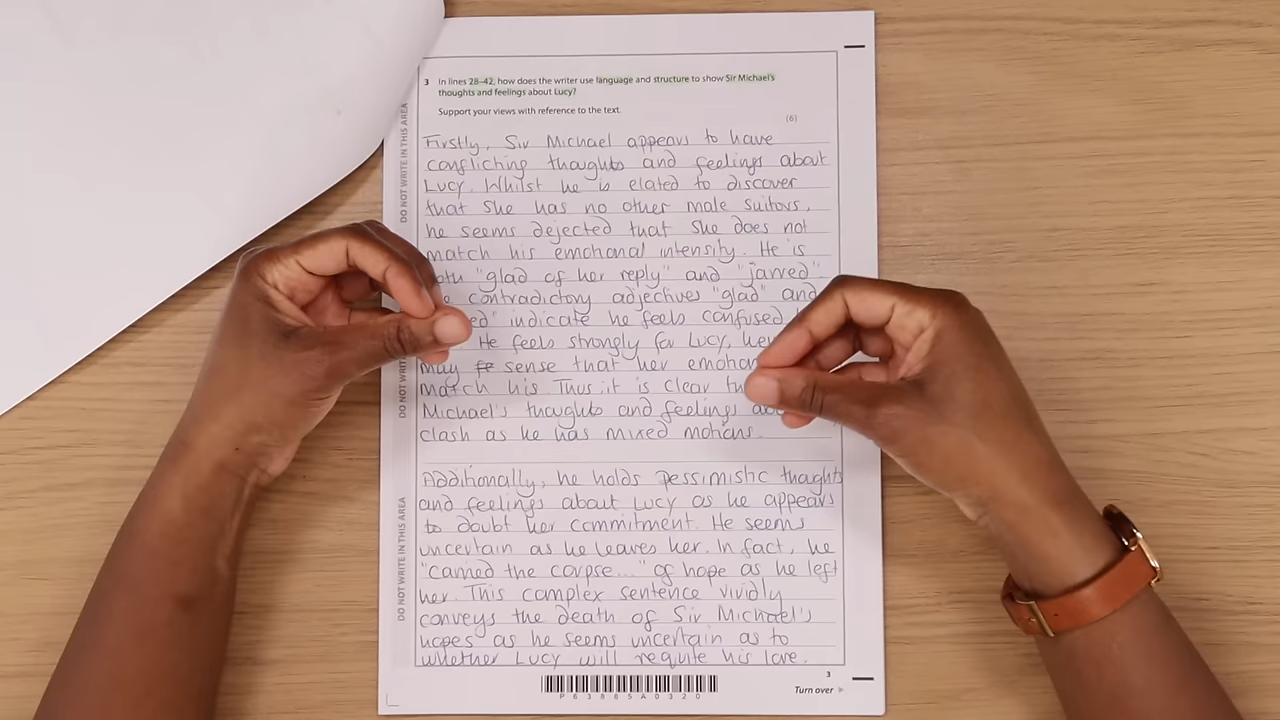 3 In lines 28–42, how does the writer use language and structure to show Sir Michael's
thoughts and feelings about Lucy?
Support your views with reference to the text.
(6)
Firstly, Sir Michael appears to have
conflicting thoughts and feelings about
Lucy. Whilst he is elated to discover
that she has no other male suitors,
he seems dejected that she does not
match his emotional intensity. He is
"glad of her reply" and "jarred".
contradictory adjectives "glad" and
indicate he feels confused
He feels strongly for Lucy,
may fe sense that her
match his. Thus, it is clear
Michael's thoughts and feelings
clash as he has mixed motions.
Additionally, he holds pessimistic thoughts
and feelings about Lucy as he appears
to doubt her commitment. He seems
uncertain as he leaves her. In fact, he
"carried the corpse..." of hope as he left
her. This complex sentence vividly
conveys the death of Sir Michael's
hopes as he seems uncertain as to
whether Lucy will requite his love.
DO NOT WRITE IN THIS AREA
DO NOT WRIT
DO NOT WRITE IN THIS AREA
P63885A0320
3
Turn over